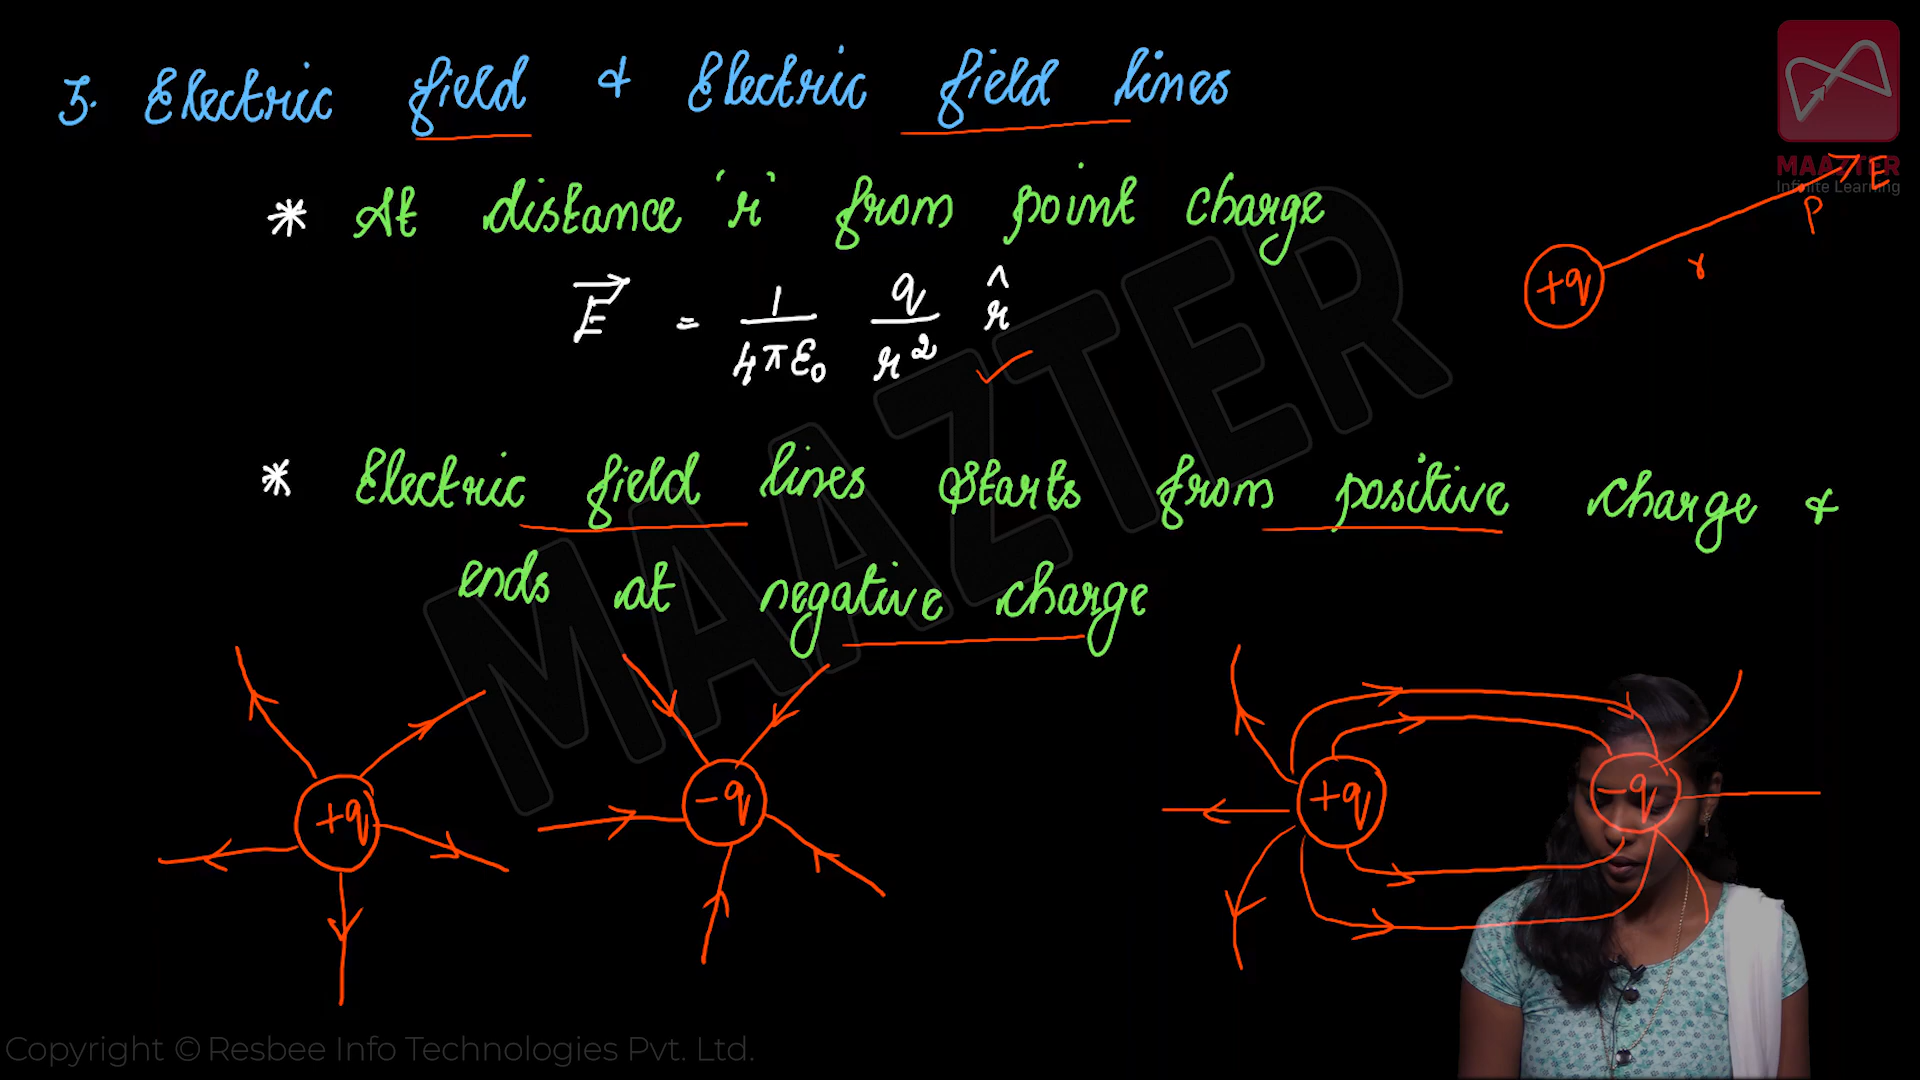 5. Electric field & Electric field lines
MAAZTER
Infinite Learning
* At distance 'r' from point charge
E
P
r
+q
E = 1/4πε₀ q/r² r̂
* Electric field lines starts from positive charge &
ends at negative charge
MAAZTER
+q
-q
+q
-q
Copyright © Resbee Info Technologies Pvt. Ltd.